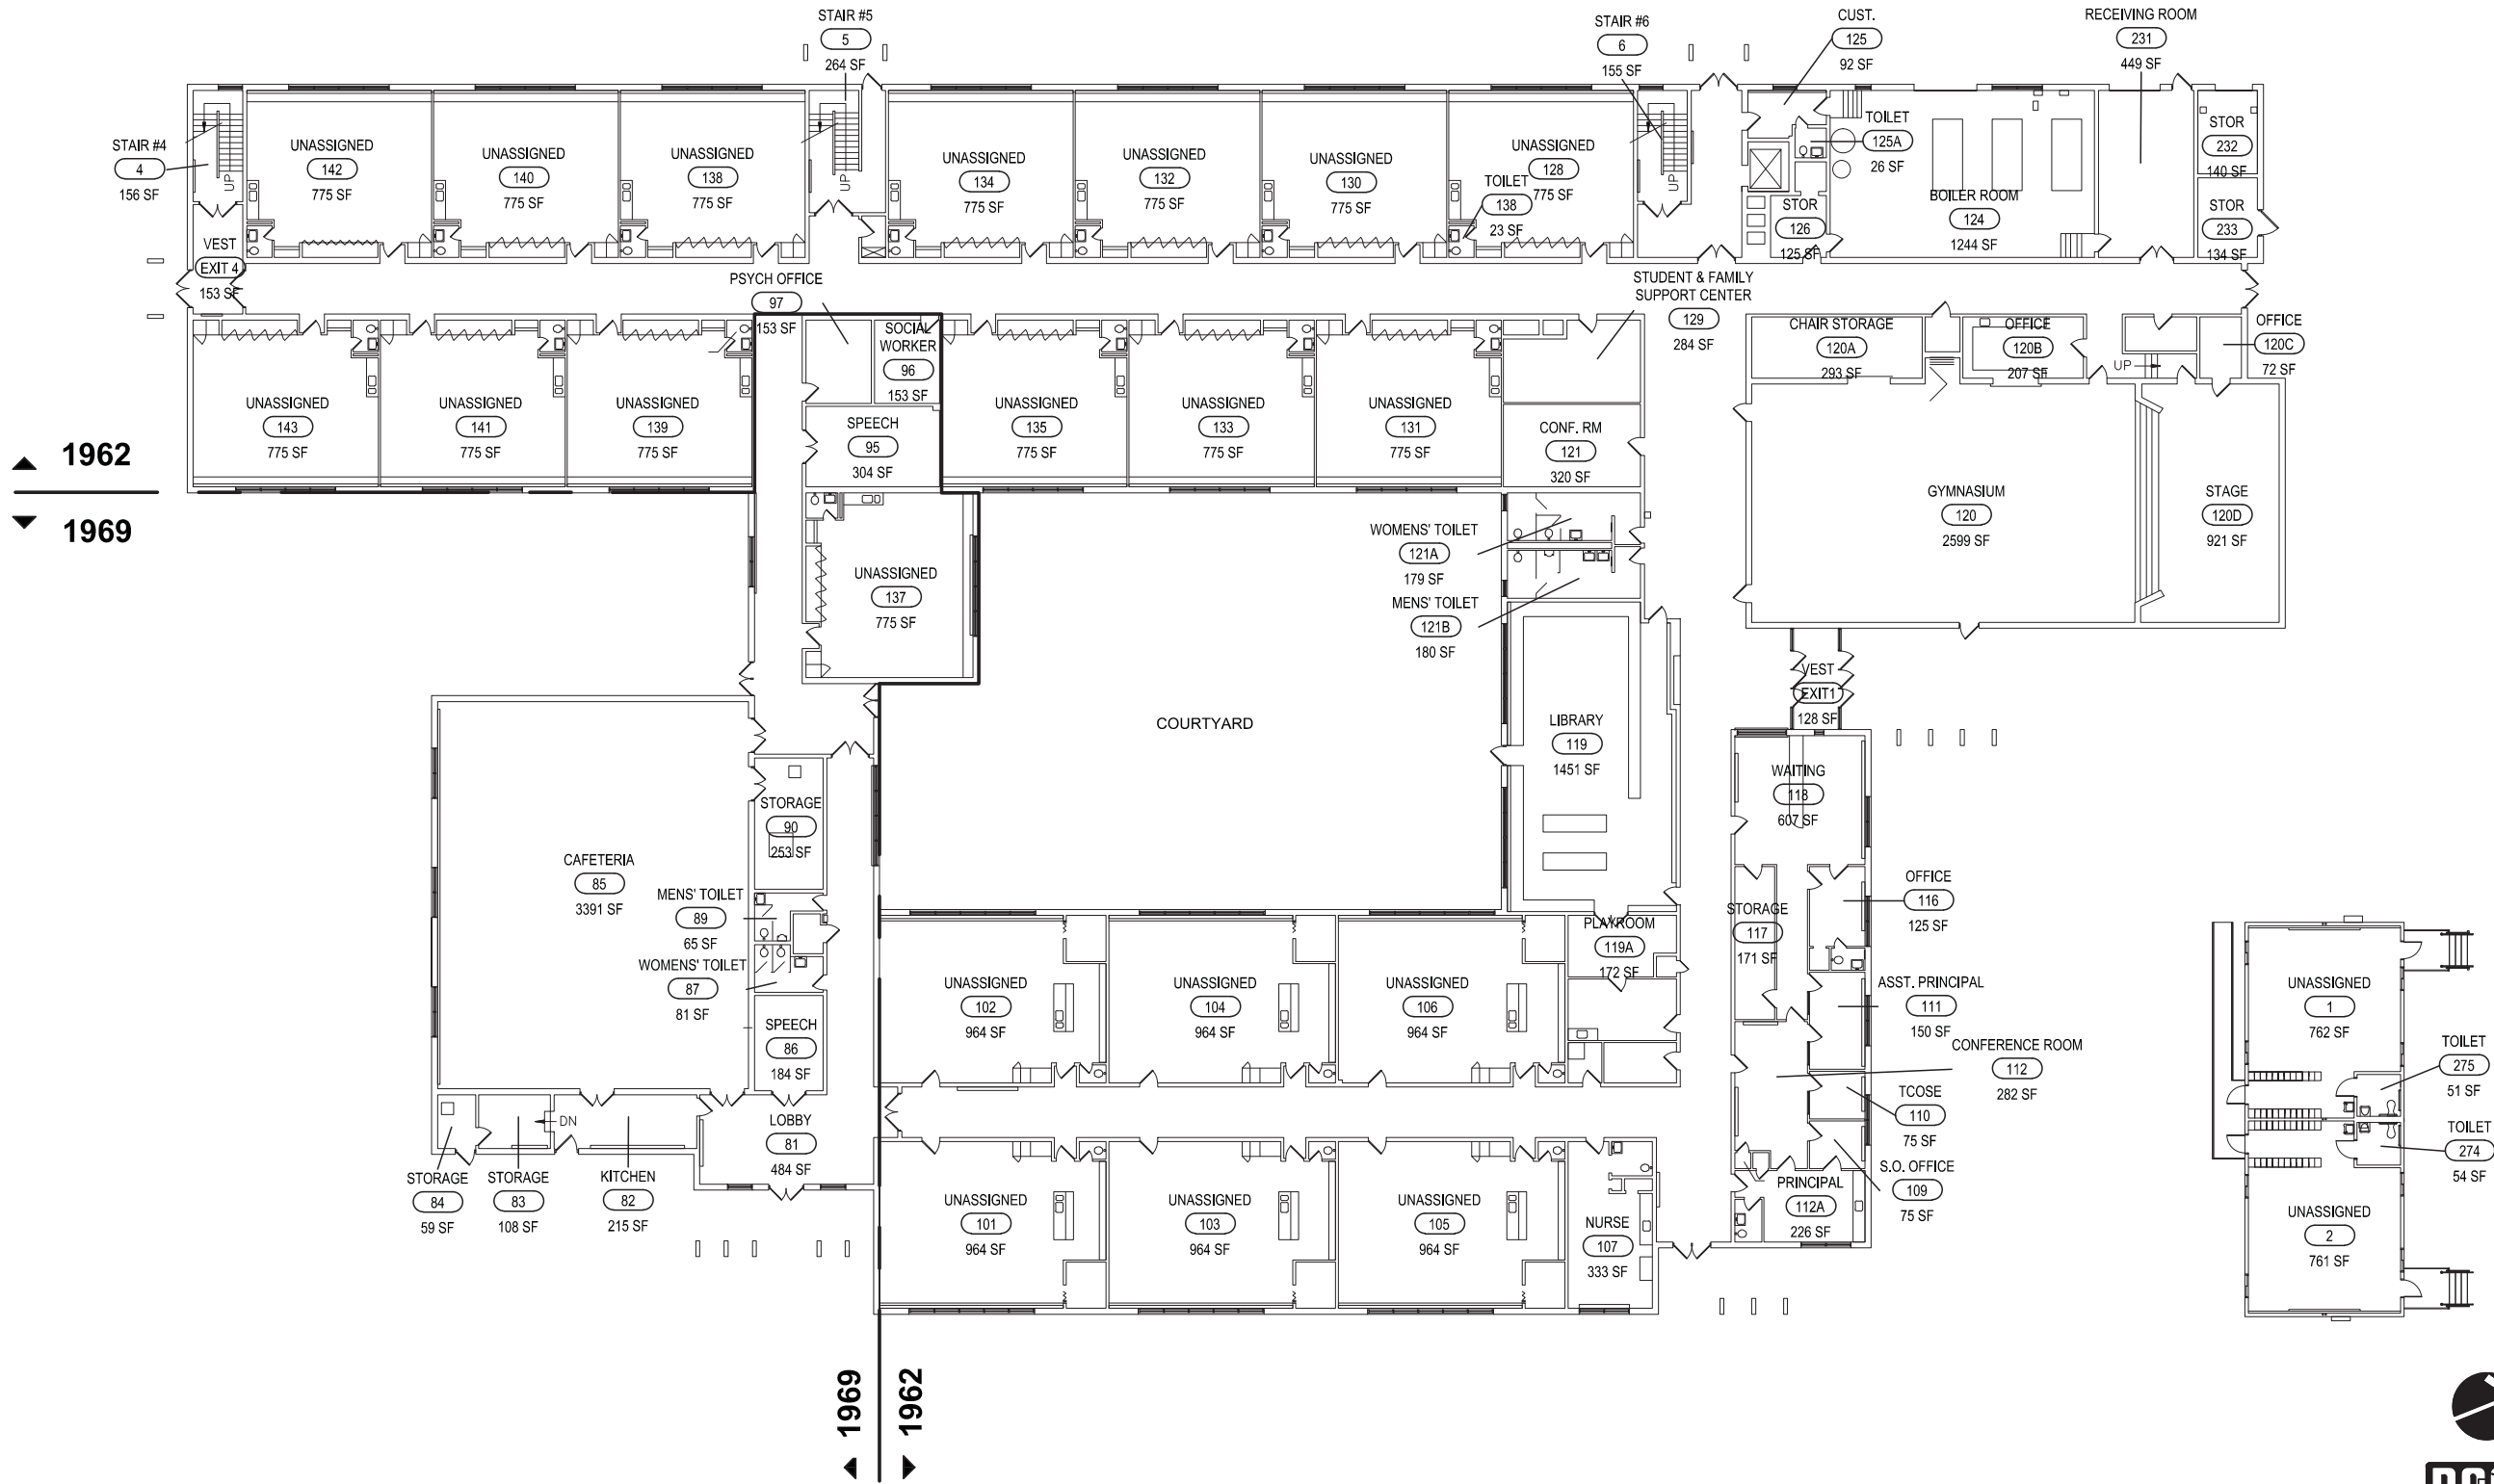 STAIR #5
5
264 SF
STAIR #6
6
155 SF
CUST.
125
92 SF
RECEIVING ROOM
231
449 SF
STAIR #4
4
156 SF
UP
UNASSIGNED
142
775 SF
UNASSIGNED
140
775 SF
UNASSIGNED
138
775 SF
UP
UNASSIGNED
134
775 SF
UNASSIGNED
132
775 SF
UNASSIGNED
130
775 SF
UNASSIGNED
128
775 SF
TOILET
138
23 SF
UP
TOILET
125A
26 SF
STOR
126
125 SF
BOILER ROOM
124
1244 SF
STOR
232
140 SF
STOR
233
134 SF
VEST
EXIT 4
153 SF
PSYCH OFFICE
97
153 SF
SOCIAL
WORKER
96
153 SF
STUDENT & FAMILY
SUPPORT CENTER
129
284 SF
CHAIR STORAGE
120A
293 SF
OFFICE
120B
207 SF
UP
OFFICE
120C
72 SF
1962
1969
UNASSIGNED
143
775 SF
UNASSIGNED
141
775 SF
UNASSIGNED
139
775 SF
SPEECH
95
304 SF
UNASSIGNED
135
775 SF
UNASSIGNED
133
775 SF
UNASSIGNED
131
775 SF
CONF. RM
121
320 SF
GYMNASIUM
120
2599 SF
STAGE
120D
921 SF
WOMENS' TOILET
121A
179 SF
MENS' TOILET
121B
180 SF
UNASSIGNED
137
775 SF
COURTYARD
LIBRARY
119
1451 SF
VEST
EXIT1
128 SF
WAITING
118
607 SF
STORAGE
90
253 SF
CAFETERIA
85
3391 SF
MENS' TOILET
89
65 SF
WOMENS' TOILET
87
81 SF
SPEECH
86
184 SF
UNASSIGNED
102
964 SF
UNASSIGNED
104
964 SF
UNASSIGNED
106
964 SF
PLAYROOM
119A
172 SF
STORAGE
117
171 SF
OFFICE
116
125 SF
ASST. PRINCIPAL
111
150 SF
CONFERENCE ROOM
112
282 SF
TCOSE
110
75 SF
S.O. OFFICE
109
75 SF
PRINCIPAL
112A
226 SF
UNASSIGNED
1
762 SF
TOILET
275
51 SF
TOILET
274
54 SF
UNASSIGNED
2
761 SF
DN
LOBBY
81
484 SF
STORAGE
84
59 SF
STORAGE
83
108 SF
KITCHEN
82
215 SF
UNASSIGNED
101
964 SF
UNASSIGNED
103
964 SF
UNASSIGNED
105
964 SF
NURSE
107
333 SF
1969
1962